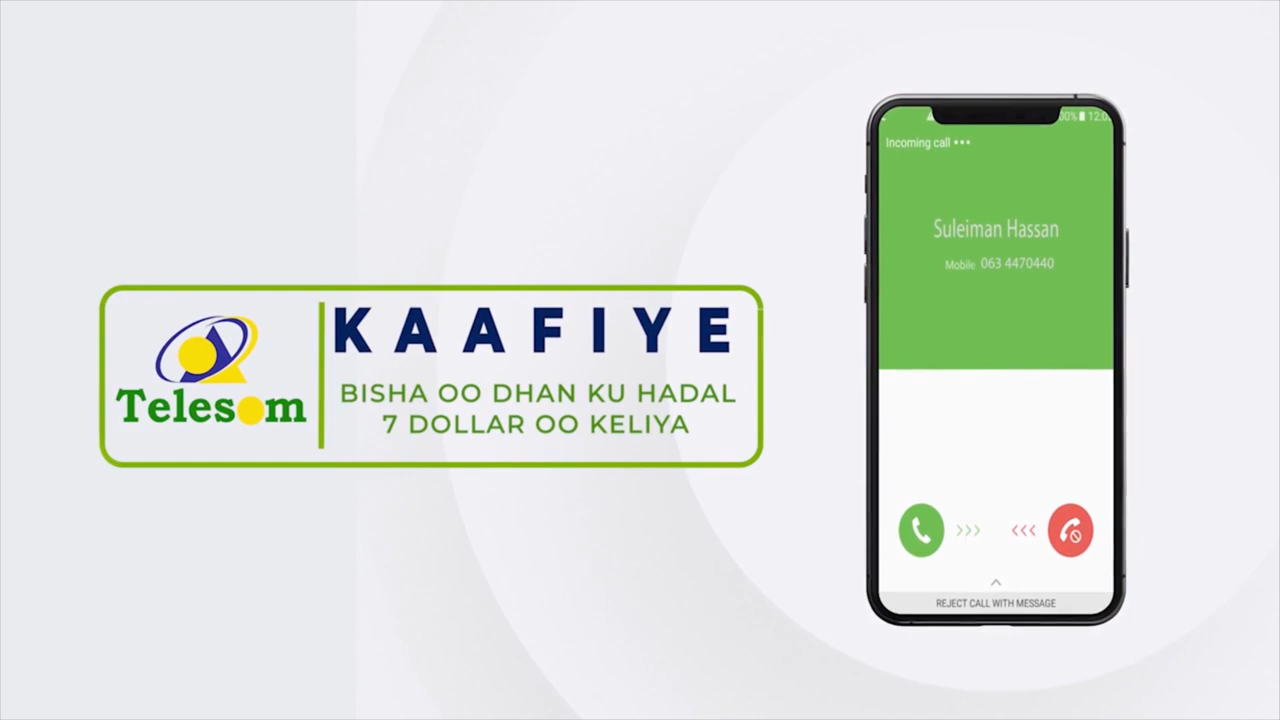 Telesom
KAAFIYE
BISHA OO DHAN KU HADAL
7 DOLLAR OO KELIYA
Incoming call •••
Suleiman Hassan
Mobile 063 4470440
REJECT CALL WITH MESSAGE